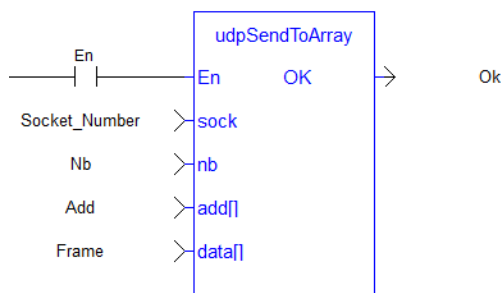 udpSendToArray
En
En OK Ok
Socket_Number sock
Nb nb
Add add[]
Frame data[]